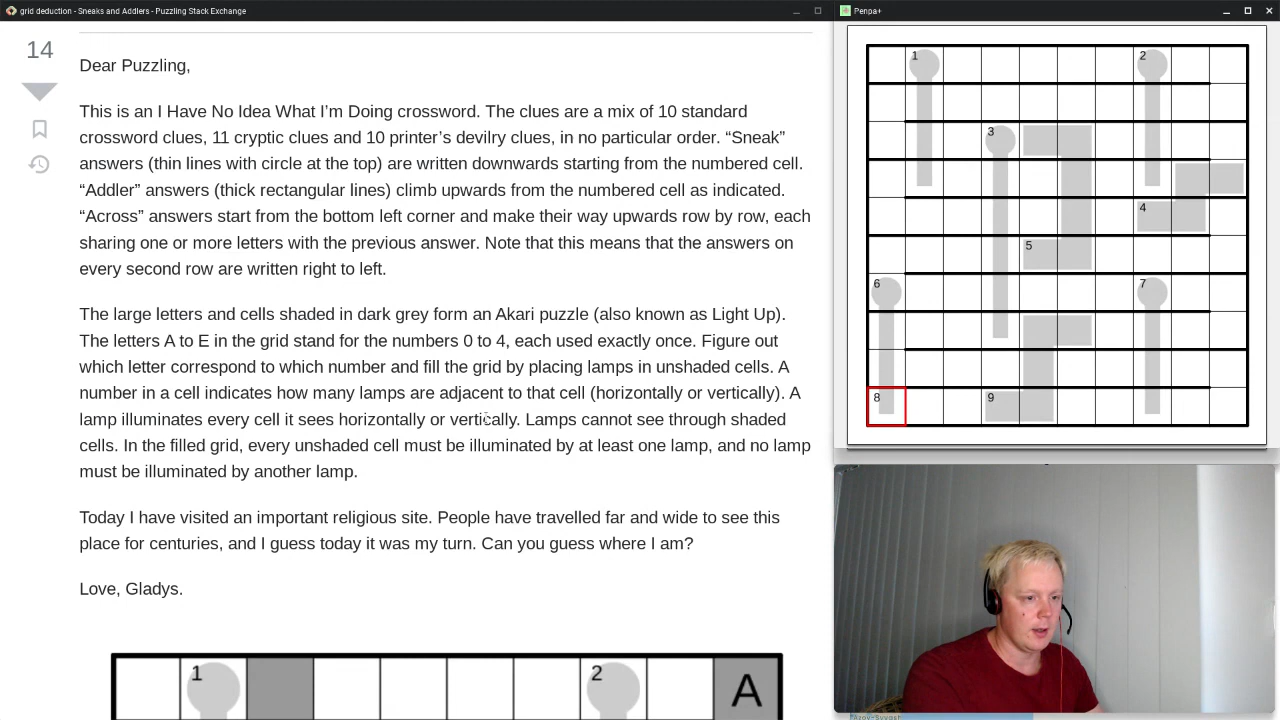 grid deduction - Sneaks and Addlers - Puzzling Stack Exchange
Penpa+
14
Dear Puzzling,
This is an I Have No Idea What I'm Doing crossword. The clues are a mix of 10 standard
crossword clues, 11 cryptic clues and 10 printer's devilry clues, in no particular order. “Sneak”
answers (thin lines with circle at the top) are written downwards starting from the numbered cell.
“Addler” answers (thick rectangular lines) climb upwards from the numbered cell as indicated.
“Across” answers start from the bottom left corner and make their way upwards row by row, each
sharing one or more letters with the previous answer. Note that this means that the answers on
every second row are written right to left.
The large letters and cells shaded in dark grey form an Akari puzzle (also known as Light Up).
The letters A to E in the grid stand for the numbers 0 to 4, each used exactly once. Figure out
which letter correspond to which number and fill the grid by placing lamps in unshaded cells. A
number in a cell indicates how many lamps are adjacent to that cell (horizontally or vertically). A
lamp illuminates every cell it sees horizontally or vertically. Lamps cannot see through shaded
cells. In the filled grid, every unshaded cell must be illuminated by at least one lamp, and no lamp
must be illuminated by another lamp.
Today I have visited an important religious site. People have travelled far and wide to see this
place for centuries, and I guess today it was my turn. Can you guess where I am?
Love, Gladys.
1 2 A
1 2
3
4
5
6 7
8 9